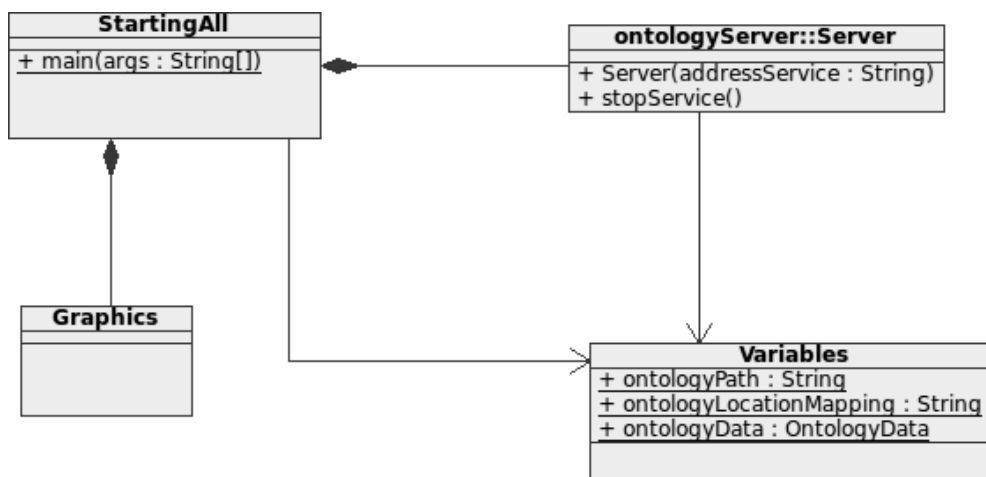 StartingAll
+ main(args : String[])
ontologyServer::Server
+ Server(addressService : String)
+ stopService()
Graphics
Variables
+ ontologyPath : String
+ ontologyLocationMapping : String
+ ontologyData : OntologyData